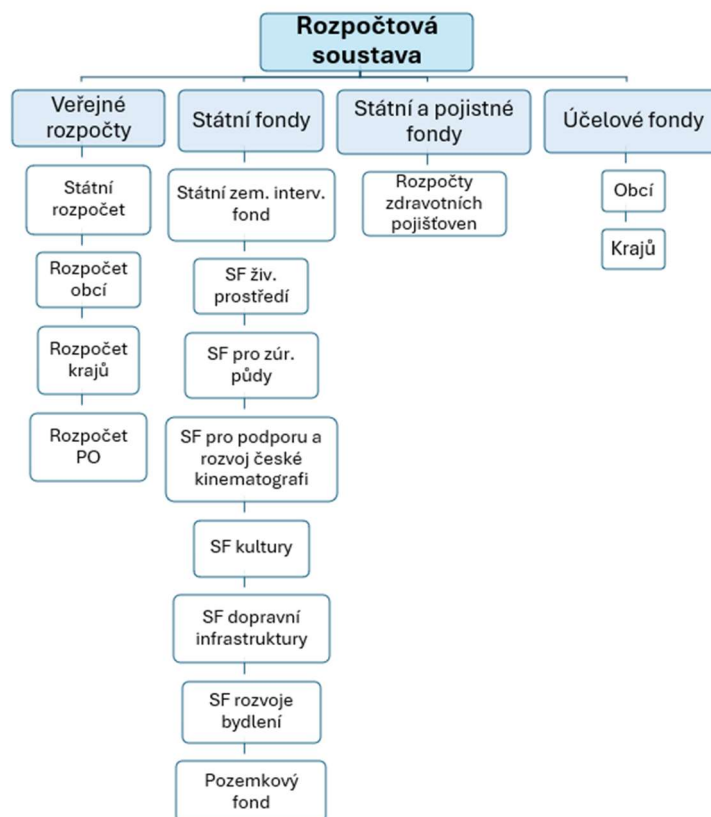 Rozpočtová
soustava
Veřejné
rozpočty
Státní
rozpočet
Rozpočet
obcí
Rozpočet
krajů
Rozpočet
PO
Státní fondy
Státní zem. interv.
fond
SF živ.
prostředí
SF pro zúr.
půdy
SF pro podporu a
rozvoj české
kinematografi
SF kultury
SF dopravní
infrastruktury
SF rozvoje
bydlení
Pozemkový
fond
Státní a pojistné
fondy
Rozpočty
zdravotních
pojišťoven
Účelové fondy
Obcí
Krajů